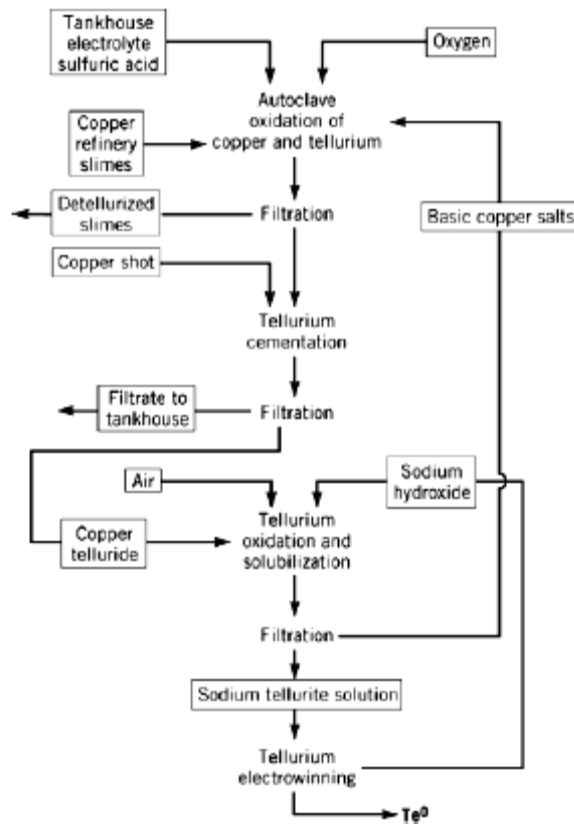 Tankhouse
electrolyte
sulfuric acid
Oxygen
Autoclave
oxidation of
copper and tellurium
Copper
refinery
slimes
Detellurized
slimes
Filtration
Basic copper salts
Copper shot
Tellurium
cementation
Filtrate to
tankhouse
Filtration
Air
Sodium
hydroxide
Tellurium
oxidation and
solubilization
Copper
telluride
Filtration
Sodium tellurite solution
Tellurium
electrowinning
Te⁰